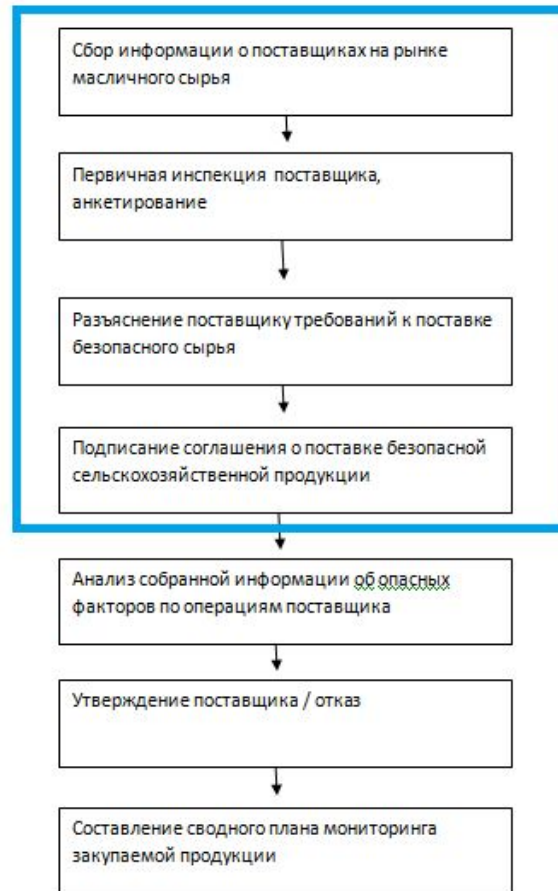 Сбор информации о поставщиках на рынке
масличного сырья
Первичная инспекция поставщика,
анкетирование
Разъяснение поставщику требований к поставке
безопасного сырья
Подписание соглашения о поставке безопасной
сельскохозяйственной продукции
Анализ собранной информации об опасных
факторов по операциям поставщика
Утверждение поставщика / отказ
Составление сводного плана мониторинга
закупаемой продукции